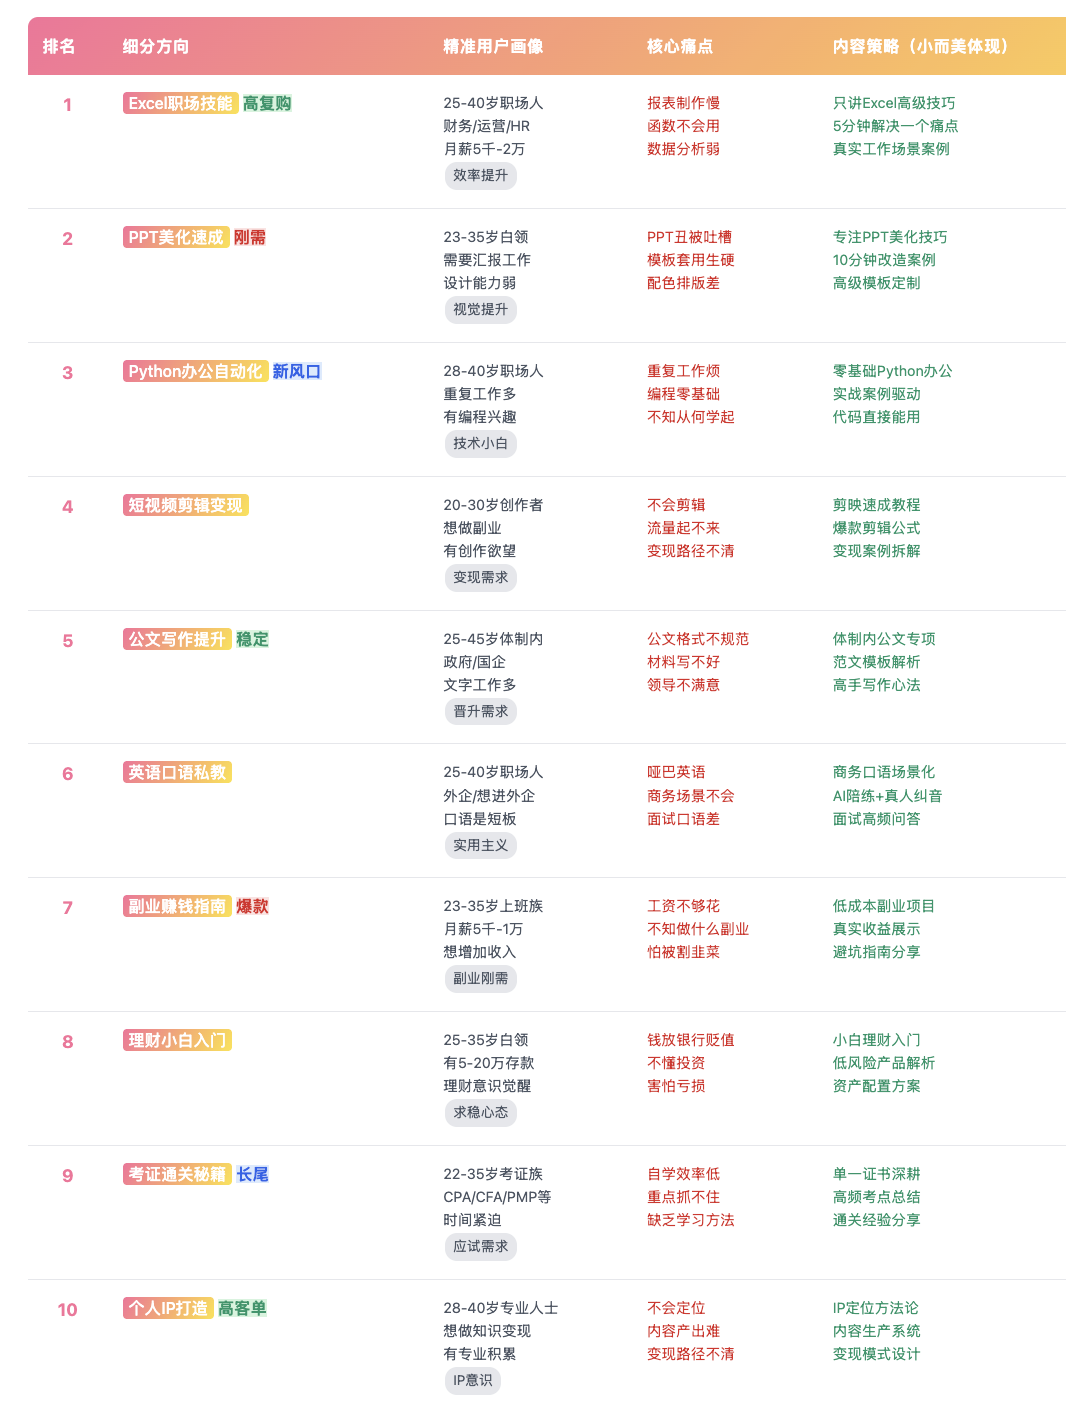 排名 细分方向 精准用户画像 核心痛点 内容策略（小而美体现）
1 Excel职场技能 高复购 25-40岁职场人 报表制作慢 只讲Excel高级技巧
财务/运营/HR 函数不会用 5分钟解决一个痛点
月薪5千-2万 数据分析弱 真实工作场景案例
效率提升
2 PPT美化速成 刚需 23-35岁白领 PPT丑被吐槽 专注PPT美化技巧
需要汇报工作 模板套用生硬 10分钟改造案例
设计能力弱 配色排版差 高级模板定制
视觉提升
3 Python办公自动化 新风口 28-40岁职场人 重复工作烦 零基础Python办公
重复工作多 编程零基础 实战案例驱动
有编程兴趣 不知从何学起 代码直接能用
技术小白
4 短视频剪辑变现 20-30岁创作者 不会剪辑 剪映速成教程
想做副业 流量起不来 爆款剪辑公式
有创作欲望 变现路径不清 变现案例拆解
变现需求
5 公文写作提升 稳定 25-45岁体制内 公文格式不规范 体制内公文专项
政府/国企 材料写不好 范文模板解析
文字工作多 领导不满意 高手写作心法
晋升需求
6 英语口语私教 25-40岁职场人 哑巴英语 商务口语场景化
外企/想进外企 商务场景不会 AI陪练+真人纠音
口语是短板 面试口语差 面试高频问答
实用主义
7 副业赚钱指南 爆款 23-35岁上班族 工资不够花 低成本副业项目
月薪5千-1万 不知做什么副业 真实收益展示
想增加收入 怕被割韭菜 避坑指南分享
副业刚需
8 理财小白入门 25-35岁白领 钱放银行贬值 小白理财入门
有5-20万存款 不懂投资 低风险产品解析
理财意识觉醒 害怕亏损 资产配置方案
求稳心态
9 考证通关秘籍 长尾 22-35岁考证族 自学效率低 单一证书深耕
CPA/CFA/PMP等 重点抓不住 高频考点总结
时间紧迫 缺乏学习方法 通关经验分享
应试需求
10 个人IP打造 高客单 28-40岁专业人士 不会定位 IP定位方法论
想做知识变现 内容产出难 内容生产系统
有专业积累 变现路径不清 变现模式设计
IP意识